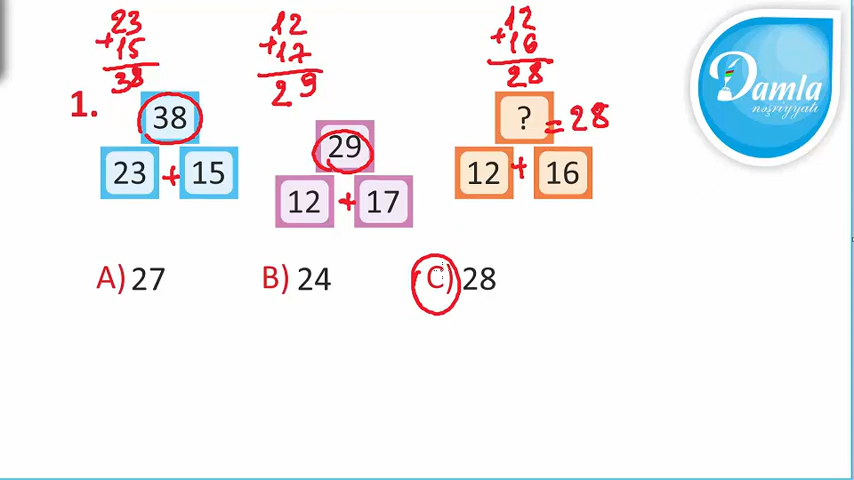 23
+15
38
12
+17
29
12
+16
28
1.
38
23 + 15
29
12 + 17
? = 28
12 + 16
A) 27 B) 24 C) 28
Damla
nəşriyyatı